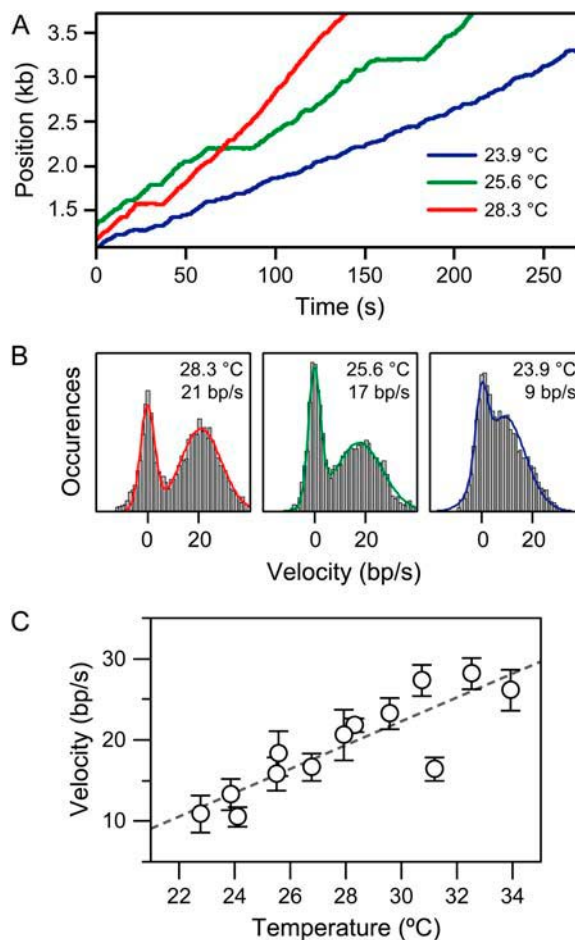 A
Position (kb)
3.5
3.0
2.5
2.0
1.5
23.9 °C
25.6 °C
28.3 °C
0 50 100 150 200 250
Time (s)
B
Occurences
28.3 °C
21 bp/s
25.6 °C
17 bp/s
23.9 °C
9 bp/s
0 20 0 20 0 20
Velocity (bp/s)
C
Velocity (bp/s)
30
20
10
22 24 26 28 30 32 34
Temperature (ºC)